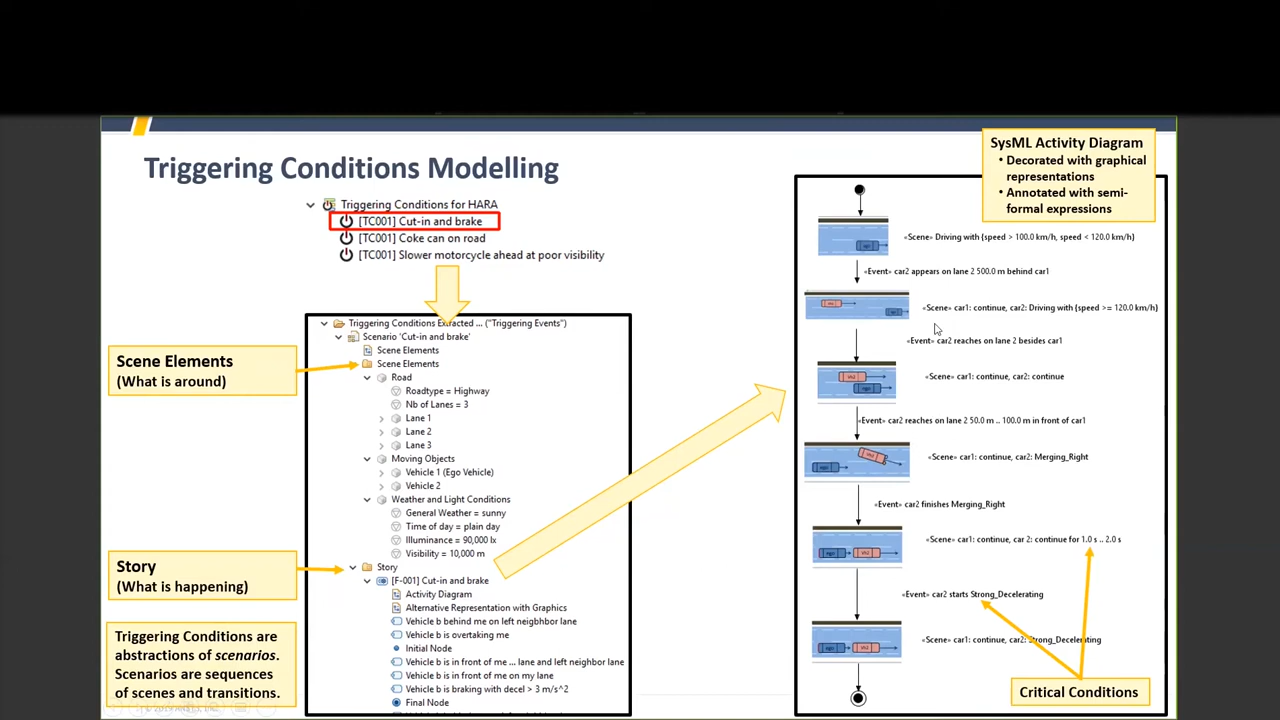 Triggering Conditions Modelling
Triggering Conditions for HARA
[TC001] Cut-in and brake
[TC001] Coke can on road
[TC001] Slower motorcycle ahead at poor visibility
Scene Elements
(What is around)
Story
(What is happening)
Triggering Conditions are
abstractions of scenarios.
Scenarios are sequences
of scenes and transitions.
Triggering Conditions Extracted ... ("Triggering Events")
Scenario 'Cut-in and brake'
Scene Elements
Scene Elements
Road
Roadtype = Highway
Nb of Lanes = 3
Lane 1
Lane 2
Lane 3
Moving Objects
Vehicle 1 (Ego Vehicle)
Vehicle 2
Weather and Light Conditions
General Weather = sunny
Time of day = plain day
Illuminance = 90,000 lx
Visibility = 10,000 m
Story
[F-001] Cut-in and brake
Activity Diagram
Alternative Representation with Graphics
Vehicle b behind me on left neigbhbor lane
Vehicle b is overtaking me
Initial Node
Vehicle b is in front of me ... lane and left neighbor lane
Vehicle b is in front of me on my lane
Vehicle b is braking with decel > 3 m/s^2
Final Node
SysML Activity Diagram
• Decorated with graphical
representations
• Annotated with semi-
formal expressions
«Scene» Driving with {speed > 100.0 km/h, speed < 120.0 km/h}
«Event» car2 appears on lane 2 500.0 m behind car1
«Scene» car1: continue, car2: Driving with {speed >= 120.0 km/h}
«Event» car2 reaches on lane 2 besides car1
«Scene» car1: continue, car2: continue
«Event» car2 reaches on lane 2 50.0 m .. 100.0 m in front of car1
«Scene» car1: continue, car2: Merging_Right
«Event» car2 finishes Merging_Right
«Scene» car1: continue, car 2: continue for 1.0 s .. 2.0 s
«Event» car2 starts Strong_Decelerating
«Scene» car1: continue, car2: Strong_Decelerating
Critical Conditions